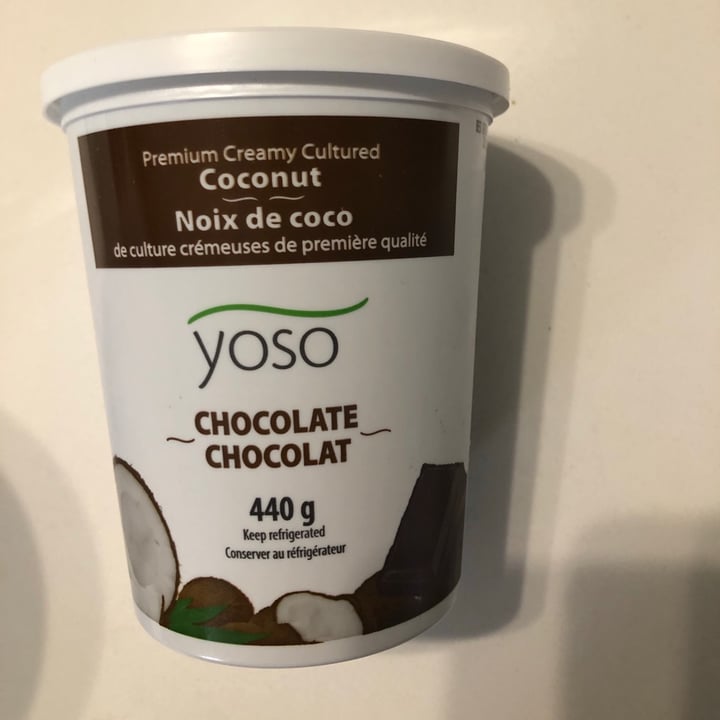 Premium Creamy Cultured
Coconut
Noix de coco
de culture crémeuses de première qualité
yoso
CHOCOLATE
CHOCOLAT
440 g
Keep refrigerated
Conserver au réfrigérateur